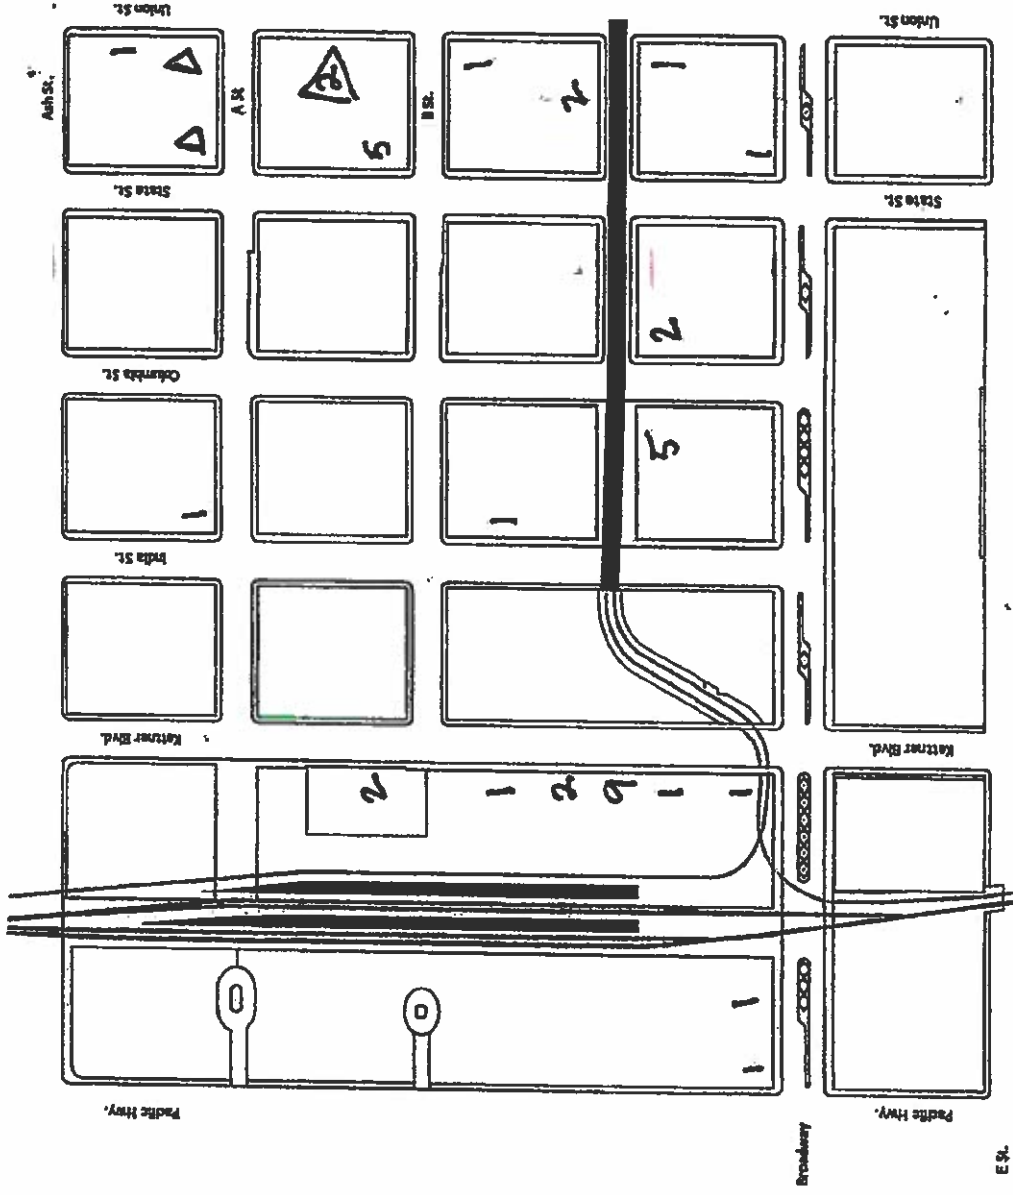 Union St.
Union St.
Ash St.
A St
B St.
1
2
5
1
2
1
1
State St.
State St.
2
Columbia St.
1
1
5
India St.
Kettner Blvd.
Kettner Blvd.
2
1
2
9
1
1
1
1
Pacific Hwy.
Pacific Hwy.
Broadway
E St.